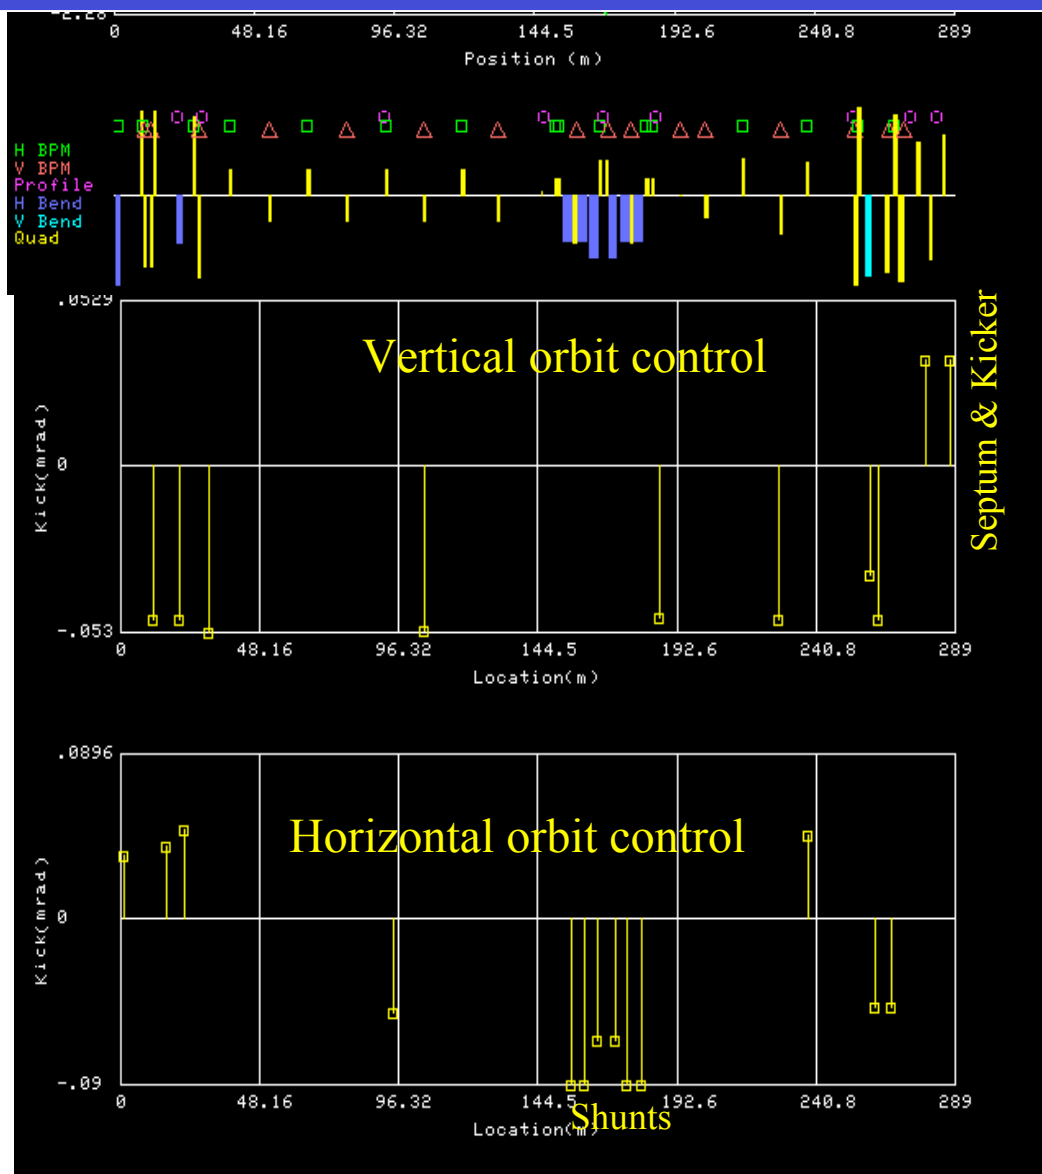 -2.28
0 48.16 96.32 144.5 192.6 240.8 289
Position (m)
H BPM
V BPM
Profile
H Bend
V Bend
Quad
.0529
Vertical orbit control
Septum & Kicker
Kick(mrad)
0
-.053
0 48.16 96.32 144.5 192.6 240.8 289
Location(m)
.0896
Horizontal orbit control
Kick(mrad)
0
-.09
0 48.16 96.32 144.5 192.6 240.8 289
Shunts
Location(m)